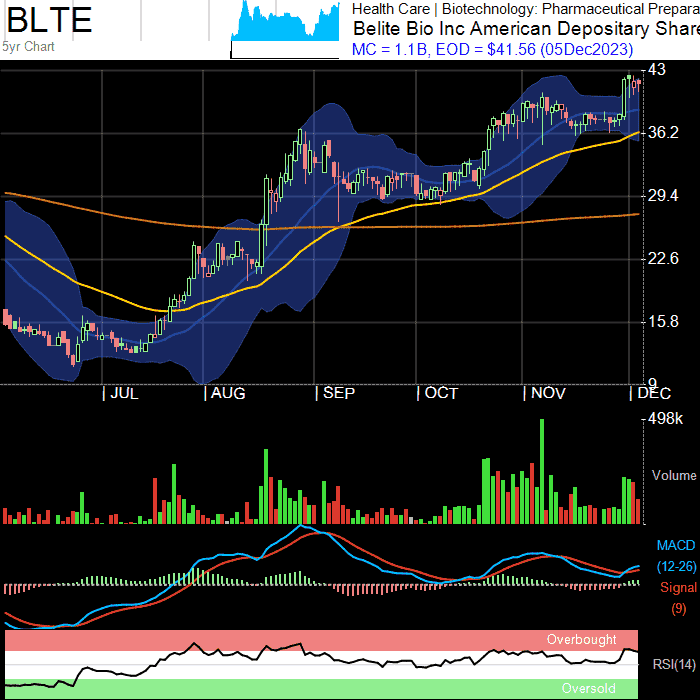 BLTE
5yr Chart
Health Care | Biotechnology: Pharmaceutical Prepara
Belite Bio Inc American Depositary Share
MC = 1.1B, EOD = $41.56 (05Dec2023)
43
36.2
29.4
22.6
15.8
9
JUL AUG SEP OCT NOV DEC
498k
Volume
MACD
(12-26)
Signal
(9)
Overbought
RSI(14)
Oversold